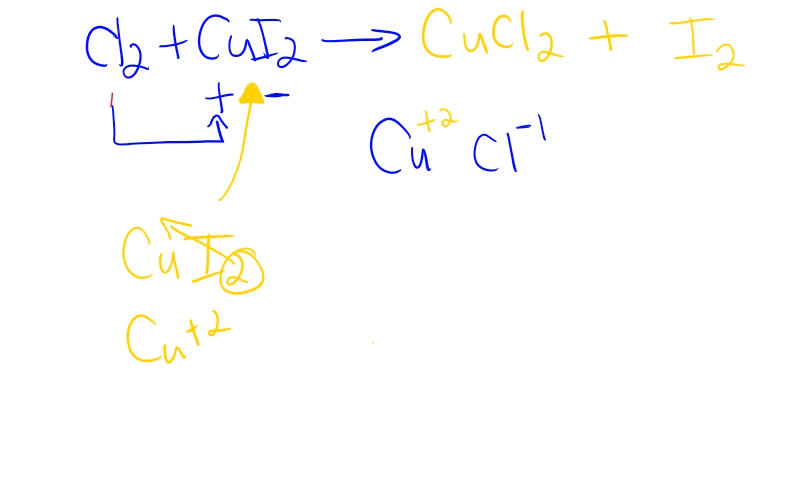 Cl₂ + CuI₂ → CuCl₂ + I₂
+ −
Cu⁺² Cl⁻¹
CuI₂
Cu⁺²